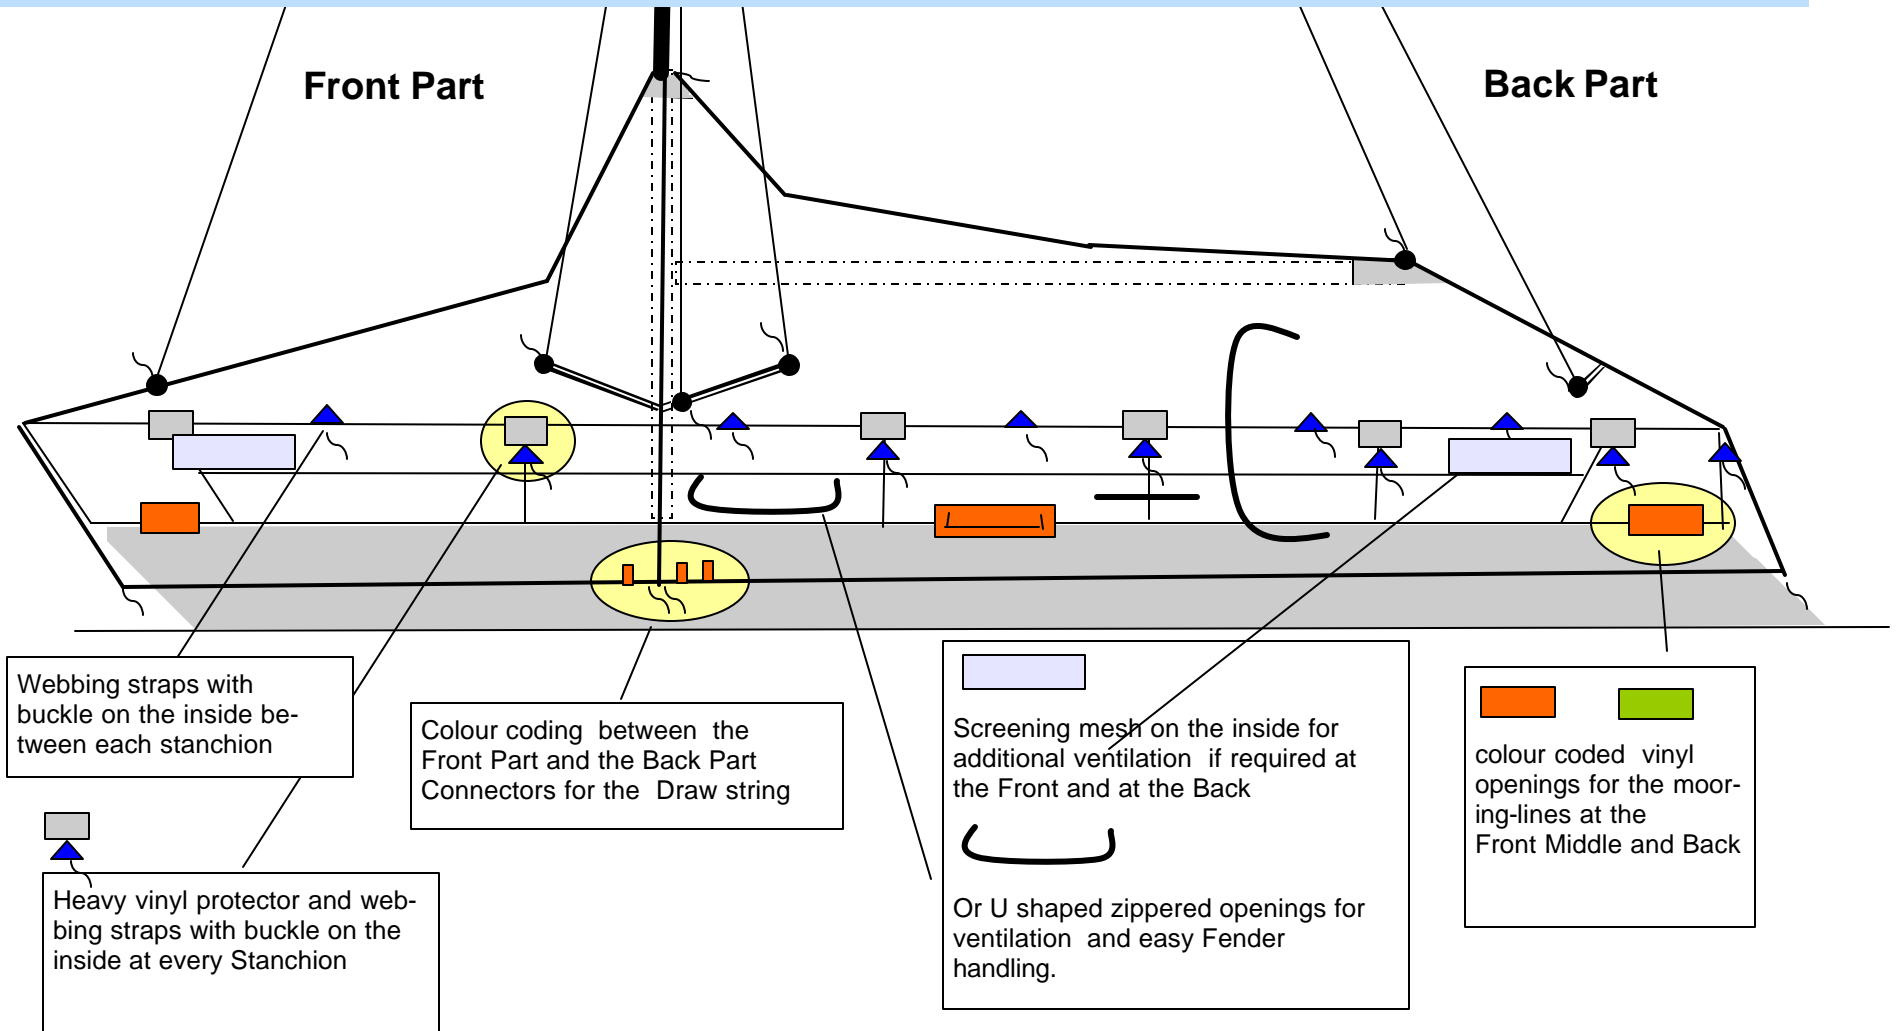 Front Part
Back Part
Webbing straps with
buckle on the inside be-
tween each stanchion
Colour coding between the
Front Part and the Back Part
Connectors for the Draw string
Heavy vinyl protector and web-
bing straps with buckle on the
inside at every Stanchion
Screening mesh on the inside for
additional ventilation if required at
the Front and at the Back
Or U shaped zippered openings for
ventilation and easy Fender
handling.
colour coded vinyl
openings for the moor-
ing-lines at the
Front Middle and Back